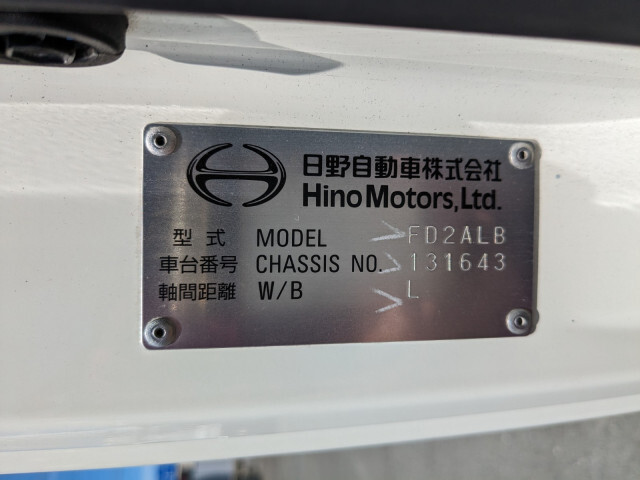 日野自動車株式会社
Hino Motors, Ltd.
型式 MODEL FD2ALB
車台番号 CHASSIS NO. 131643
軸間距離 W/B L